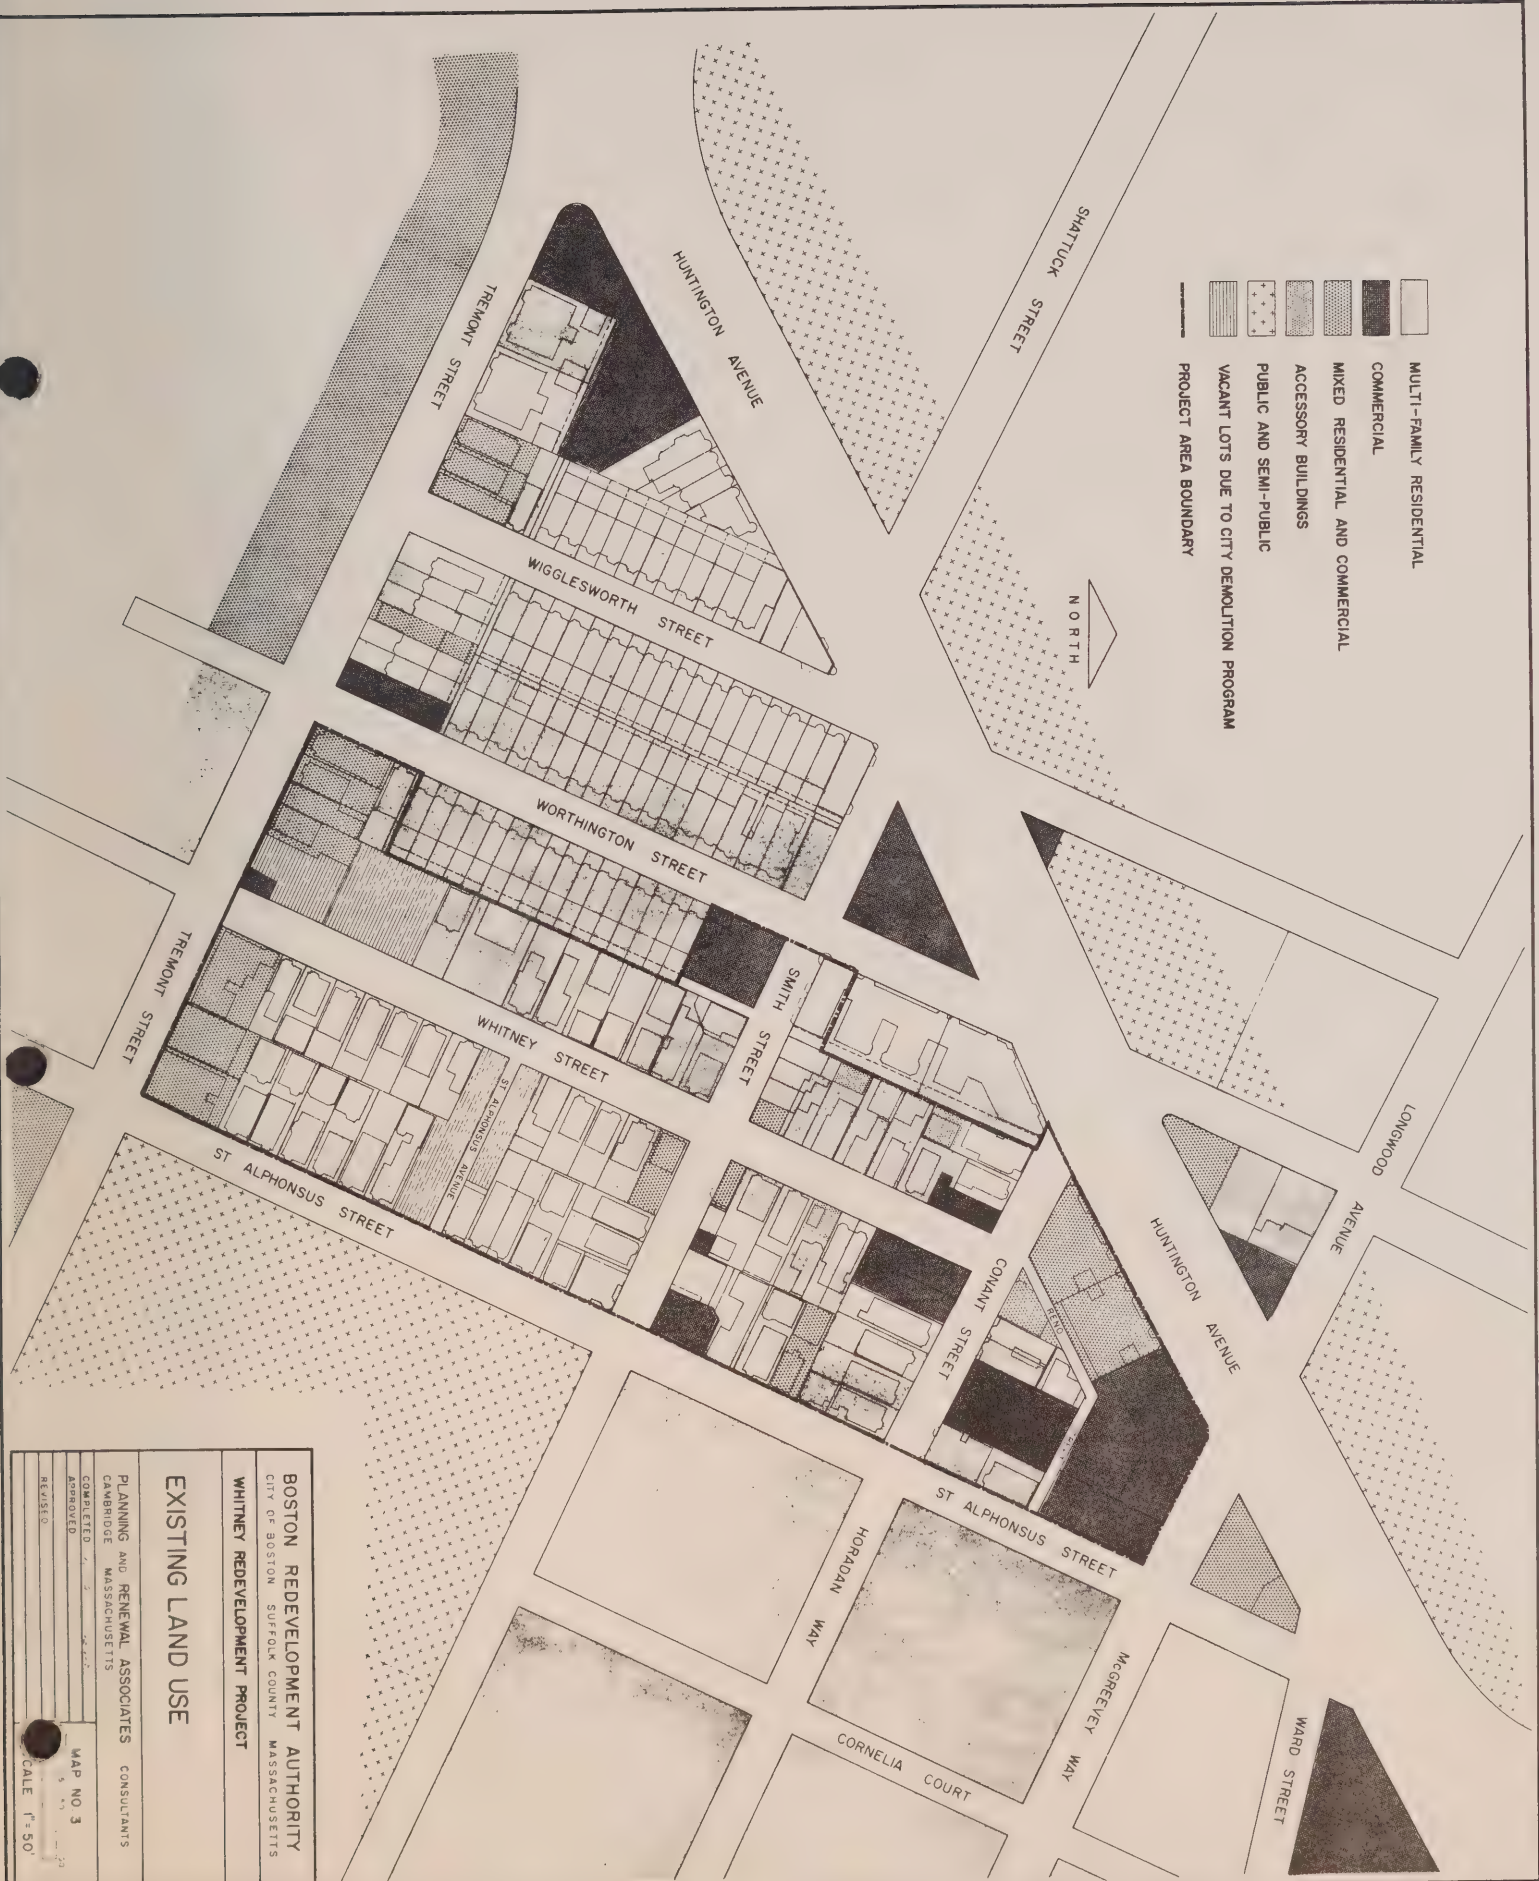 MULTI-FAMILY RESIDENTIAL
COMMERCIAL
MIXED RESIDENTIAL AND COMMERCIAL
ACCESSORY BUILDINGS
PUBLIC AND SEMI-PUBLIC
VACANT LOTS DUE TO CITY DEMOLITION PROGRAM
PROJECT AREA BOUNDARY
NORTH
SHATTUCK STREET
HUNTINGTON AVENUE
TREMONT STREET
WIGGLESWORTH STREET
WORTHINGTON STREET
WHITNEY STREET
SMITH STREET
TREMONT STREET
ST ALPHONSUS AVENUE
ST ALPHONSUS STREET
LONGWOOD AVENUE
HUNTINGTON AVENUE
CONANT STREET
RENO
ST ALPHONSUS STREET
HORADAN WAY
McGREEVEY WAY
CORNELIA COURT
WARD STREET
BOSTON REDEVELOPMENT AUTHORITY
CITY OF BOSTON SUFFOLK COUNTY MASSACHUSETTS
WHITNEY REDEVELOPMENT PROJECT
EXISTING LAND USE
PLANNING AND RENEWAL ASSOCIATES CONSULTANTS
CAMBRIDGE MASSACHUSETTS
COMPLETED
APPROVED
REVISED
MAP NO. 3
CALE 1"=50'